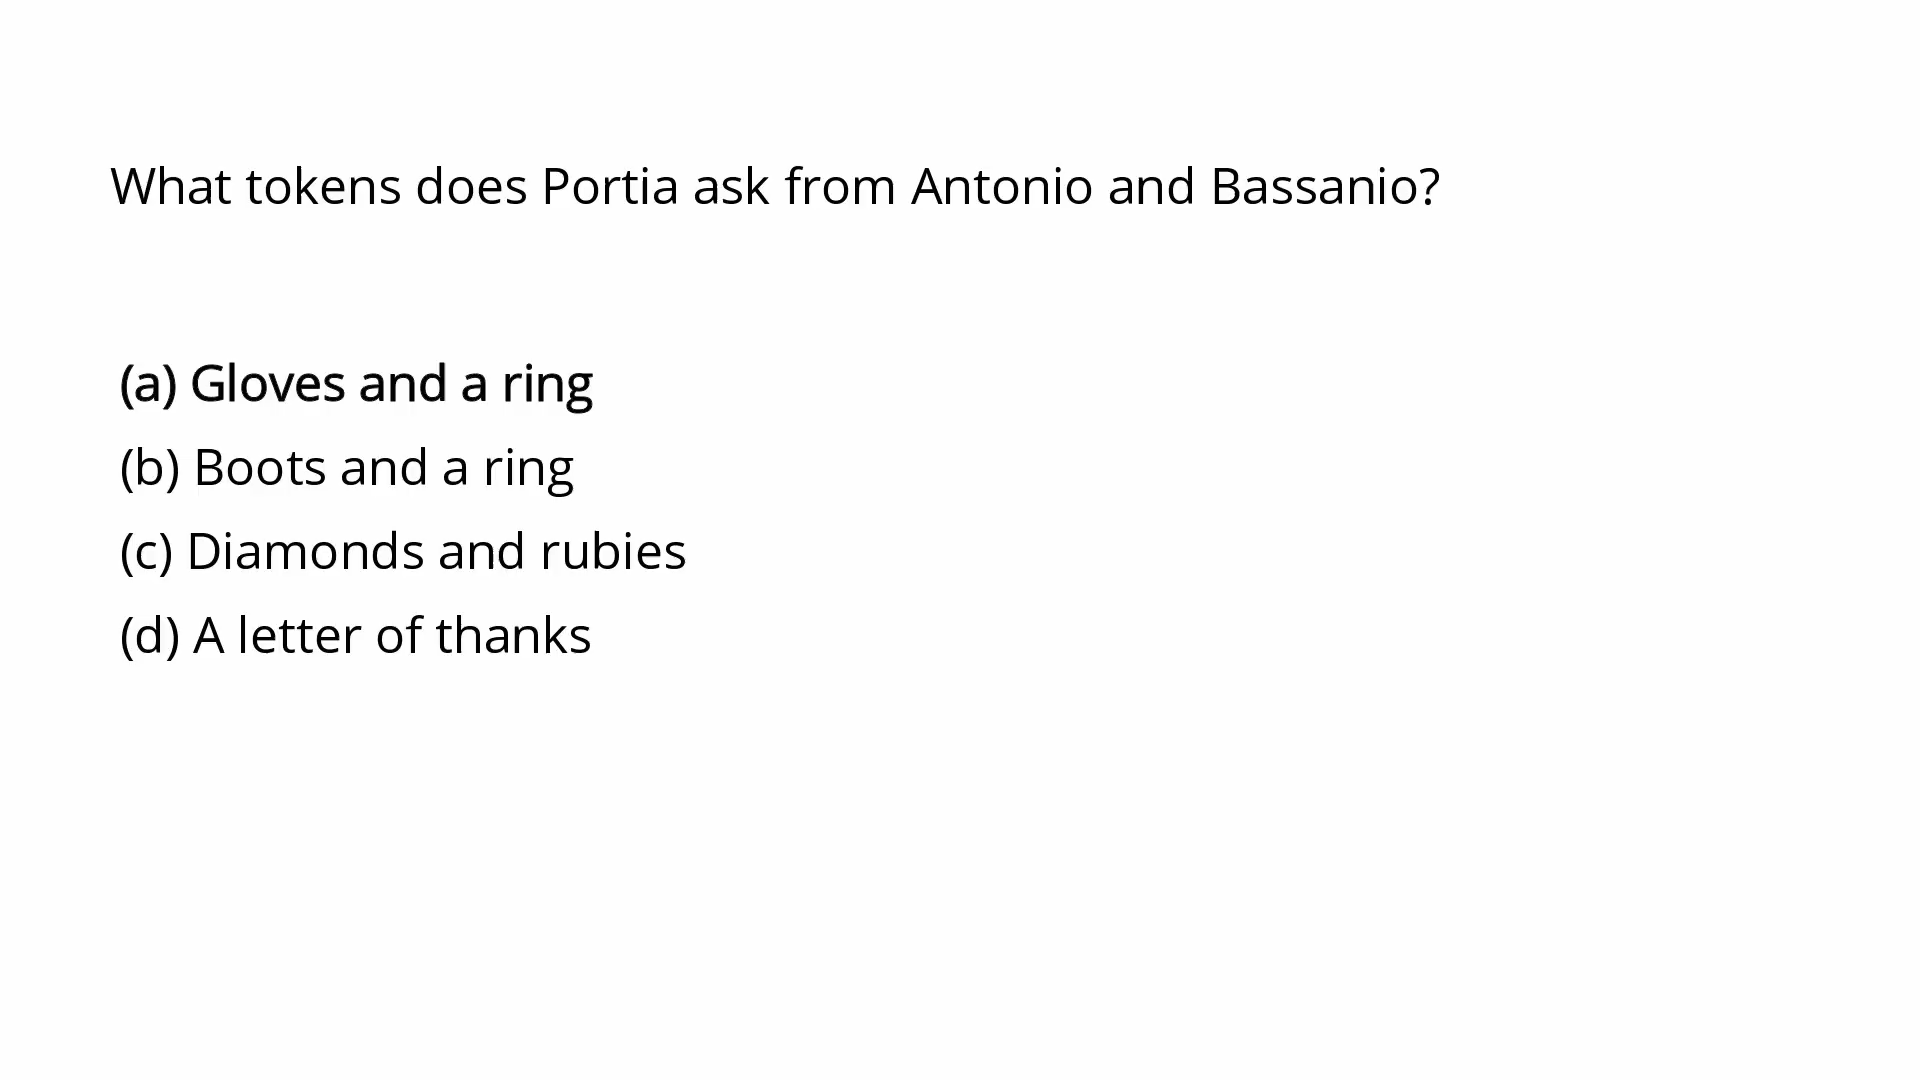 What tokens does Portia ask from Antonio and Bassanio?
(a) Gloves and a ring
(b) Boots and a ring
(c) Diamonds and rubies
(d) A letter of thanks